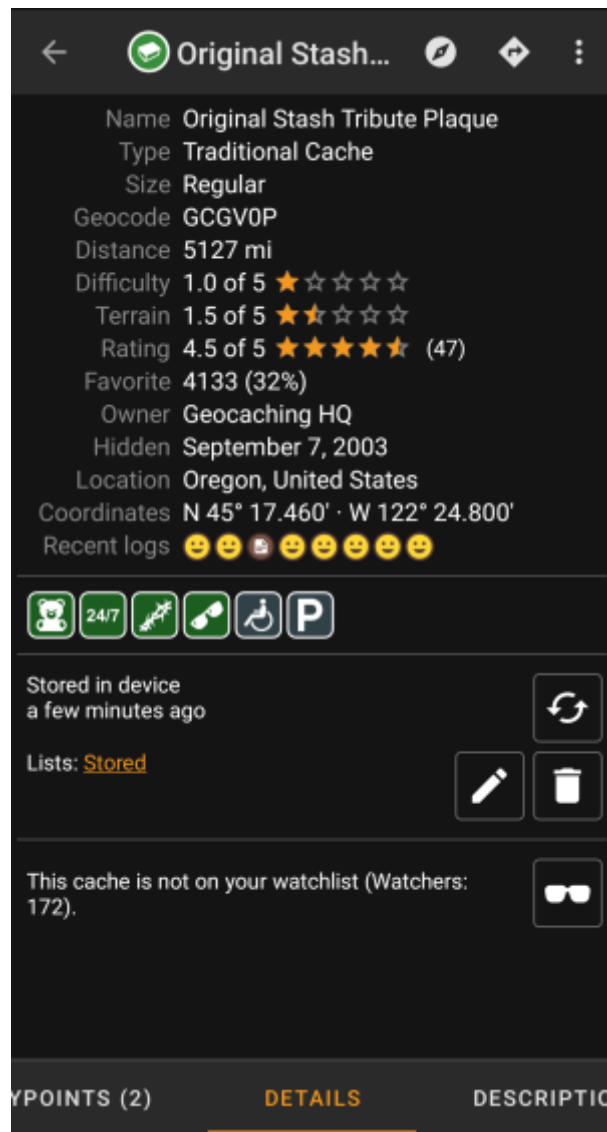 Original Stash...
Name Original Stash Tribute Plaque
Type Traditional Cache
Size Regular
Geocode GCGV0P
Distance 5127 mi
Difficulty 1.0 of 5
Terrain 1.5 of 5
Rating 4.5 of 5 (47)
Favorite 4133 (32%)
Owner Geocaching HQ
Hidden September 7, 2003
Location Oregon, United States
Coordinates N 45° 17.460' · W 122° 24.800'
Recent logs
24/7 P
Stored in device
a few minutes ago
Lists: Stored
This cache is not on your watchlist (Watchers:
172).
YPOINTS (2) DETAILS DESCRIPTIO